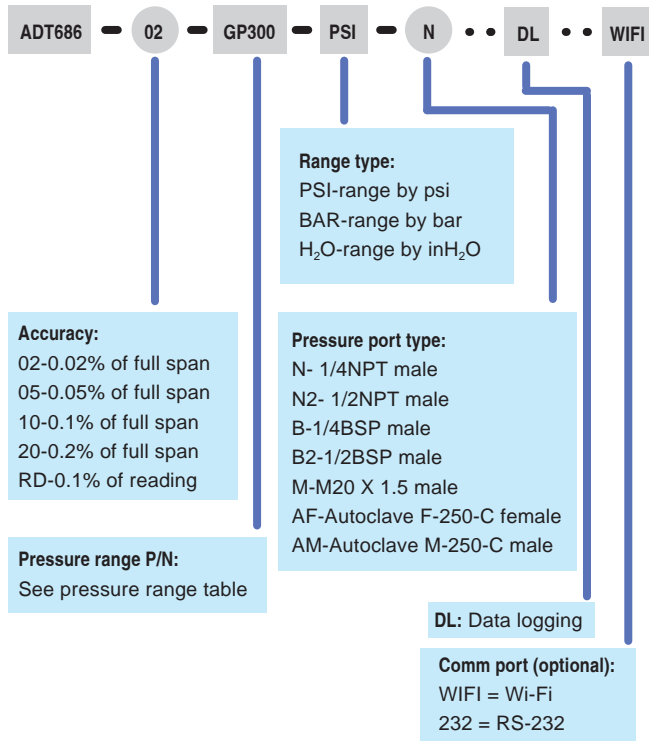 ADT686 – 02 – GP300 – PSI – N • • DL • • WIFI
Range type:
PSI-range by psi
BAR-range by bar
H₂O-range by inH₂O
Accuracy:
02-0.02% of full span
05-0.05% of full span
10-0.1% of full span
20-0.2% of full span
RD-0.1% of reading
Pressure port type:
N- 1/4NPT male
N2- 1/2NPT male
B-1/4BSP male
B2-1/2BSP male
M-M20 X 1.5 male
AF-Autoclave F-250-C female
AM-Autoclave M-250-C male
Pressure range P/N:
See pressure range table
DL: Data logging
Comm port (optional):
WIFI = Wi-Fi
232 = RS-232